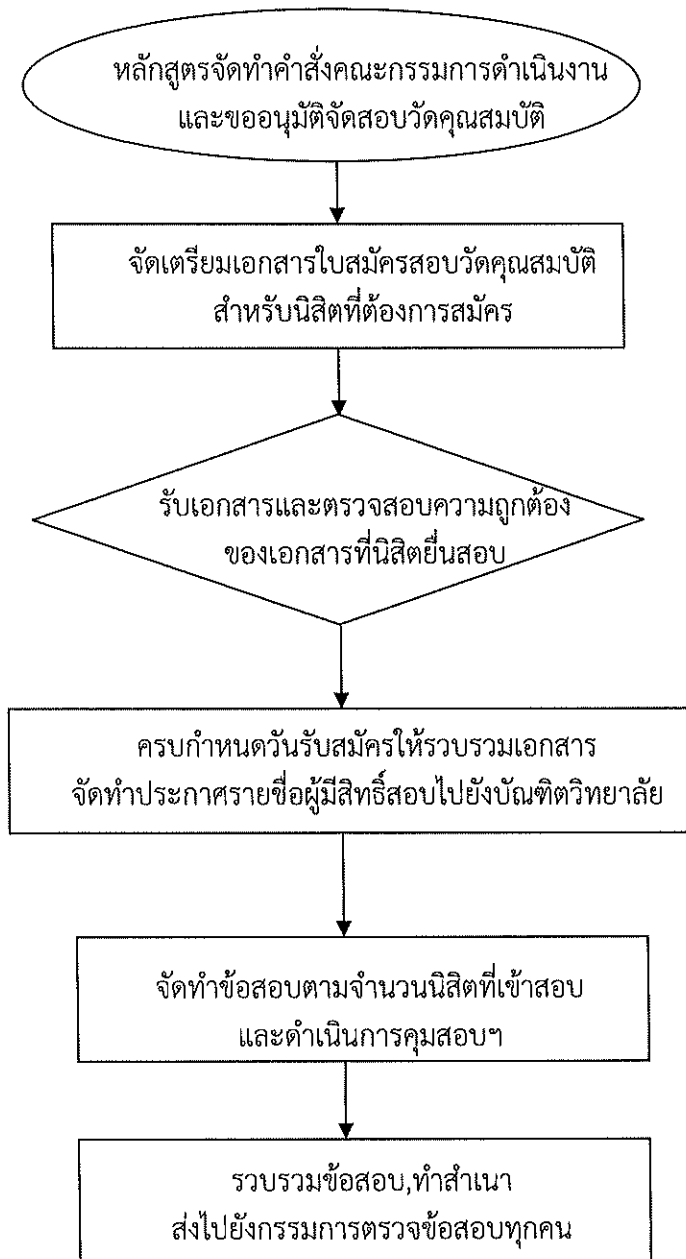 หลักสูตรจัดทำคำสั่งคณะกรรมการดำเนินงาน
และขออนุมัติจัดสอบวัดคุณสมบัติ
จัดเตรียมเอกสารใบสมัครสอบวัดคุณสมบัติ
สำหรับนิสิตที่ต้องการสมัคร
รับเอกสารและตรวจสอบความถูกต้อง
ของเอกสารที่นิสิตยื่นสอบ
ครบกำหนดวันรับสมัครให้รวบรวมเอกสาร
จัดทำประกาศรายชื่อผู้มีสิทธิ์สอบไปยังบัณฑิตวิทยาลัย
จัดทำข้อสอบตามจำนวนนิสิตที่เข้าสอบ
และดำเนินการคุมสอบฯ
รวบรวมข้อสอบ,ทำสำเนา
ส่งไปยังกรรมการตรวจข้อสอบทุกคน